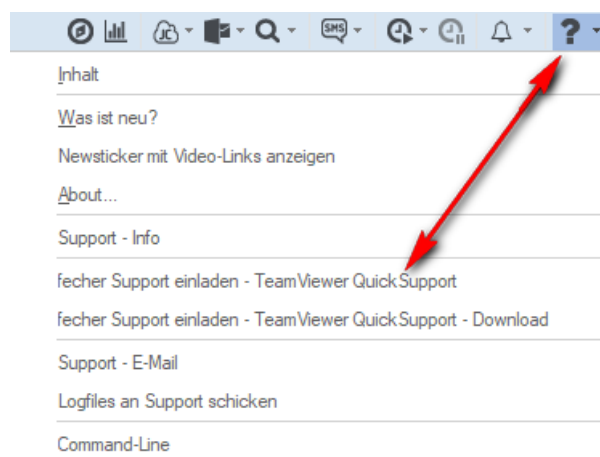 JC SMS ?
Inhalt
Was ist neu?
Newsticker mit Video-Links anzeigen
About...
Support - Info
fecher Support einladen - TeamViewer QuickSupport
fecher Support einladen - TeamViewer QuickSupport - Download
Support - E-Mail
Logfiles an Support schicken
Command-Line